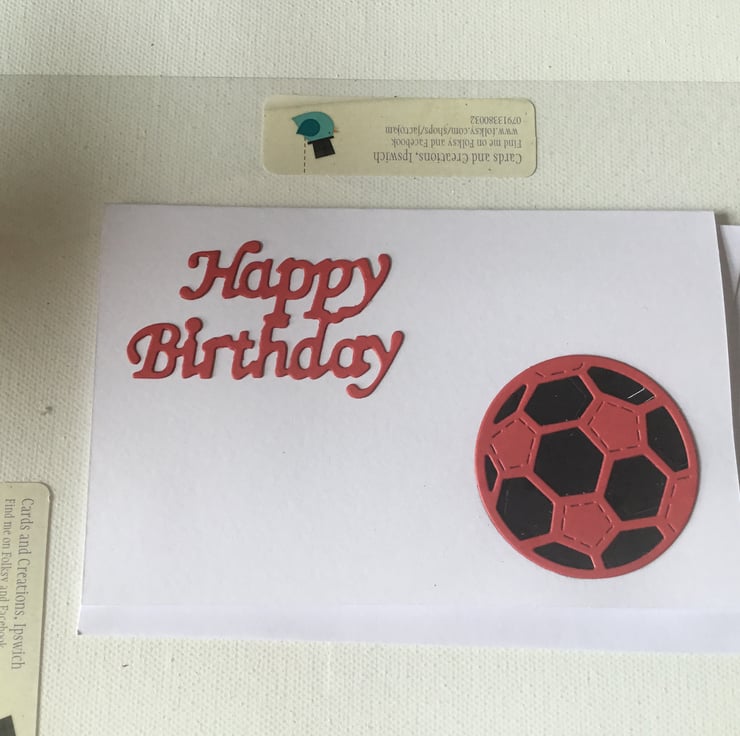 Cards and Creations, Ipswich
Find me on Folksy and Facebook
www.folksy.com/shops/Jactojam
07913380032
Happy
Birthday
Cards and Creations, Ipswich
Find me on Folksy and Facebook